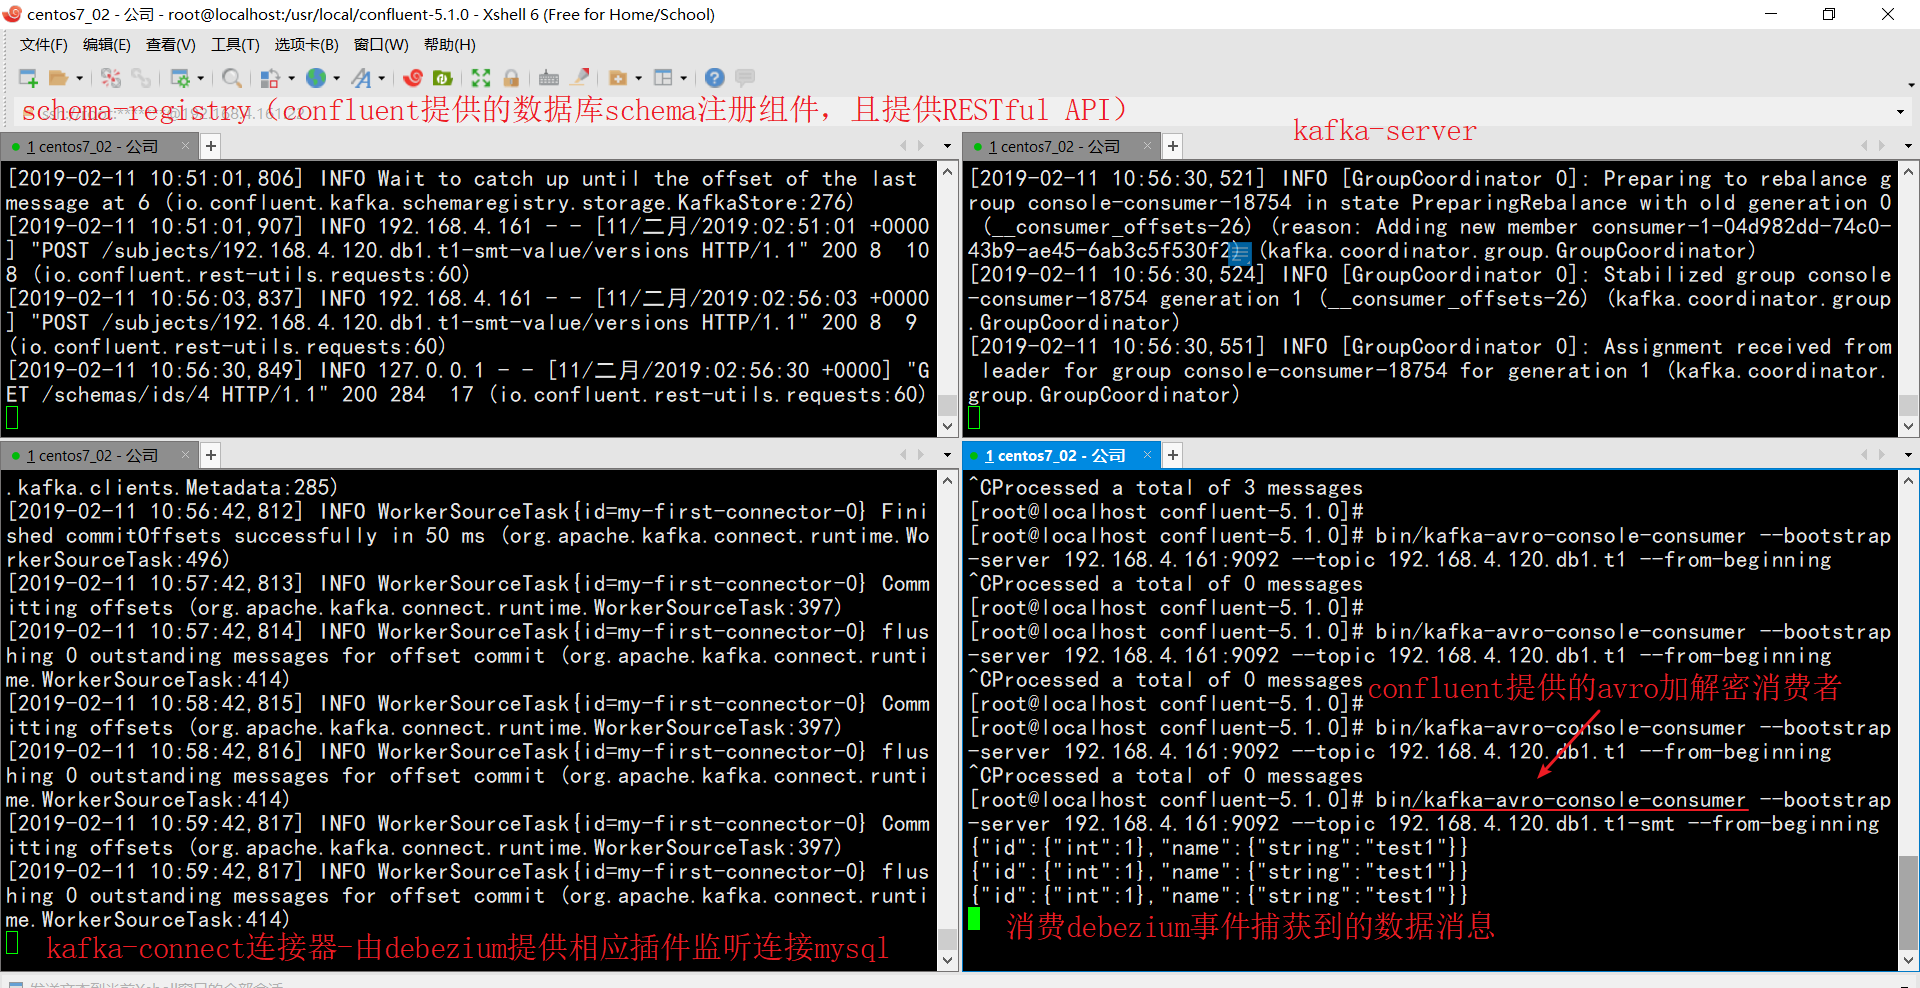 centos7_02 - 公司 - root@localhost:/usr/local/confluent-5.1.0 - Xshell 6 (Free for Home/School)
文件(F) 编辑(E) 查看(V) 工具(T) 选项卡(B) 窗口(W) 帮助(H)
schema-registry（confluent提供的数据库schema注册组件，且提供RESTful API）
kafka-server
1 centos7_02 - 公司
[2019-02-11 10:51:01,806] INFO Wait to catch up until the offset of the last
message at 6 (io.confluent.kafka.schemaregistry.storage.KafkaStore:276)
[2019-02-11 10:51:01,907] INFO 192.168.4.161 - - [11/二月/2019:02:51:01 +0000
] "POST /subjects/192.168.4.120.db1.t1-smt-value/versions HTTP/1.1" 200 8  10
8 (io.confluent.rest-utils.requests:60)
[2019-02-11 10:56:03,837] INFO 192.168.4.161 - - [11/二月/2019:02:56:03 +0000
] "POST /subjects/192.168.4.120.db1.t1-smt-value/versions HTTP/1.1" 200 8  9
(io.confluent.rest-utils.requests:60)
[2019-02-11 10:56:30,849] INFO 127.0.0.1 - - [11/二月/2019:02:56:30 +0000] "G
ET /schemas/ids/4 HTTP/1.1" 200 284  17 (io.confluent.rest-utils.requests:60)
1 centos7_02 - 公司
[2019-02-11 10:56:30,521] INFO [GroupCoordinator 0]: Preparing to rebalance g
roup console-consumer-18754 in state PreparingRebalance with old generation 0
(__consumer_offsets-26) (reason: Adding new member consumer-1-04d982dd-74c0-
43b9-ae45-6ab3c5f530f2) (kafka.coordinator.group.GroupCoordinator)
[2019-02-11 10:56:30,524] INFO [GroupCoordinator 0]: Stabilized group console
-consumer-18754 generation 1 (__consumer_offsets-26) (kafka.coordinator.group
.GroupCoordinator)
[2019-02-11 10:56:30,551] INFO [GroupCoordinator 0]: Assignment received from
leader for group console-consumer-18754 for generation 1 (kafka.coordinator.
group.GroupCoordinator)
1 centos7_02 - 公司
.kafka.clients.Metadata:285)
[2019-02-11 10:56:42,812] INFO WorkerSourceTask{id=my-first-connector-0} Fini
shed commitOffsets successfully in 50 ms (org.apache.kafka.connect.runtime.Wo
rkerSourceTask:496)
[2019-02-11 10:57:42,813] INFO WorkerSourceTask{id=my-first-connector-0} Comm
itting offsets (org.apache.kafka.connect.runtime.WorkerSourceTask:397)
[2019-02-11 10:57:42,814] INFO WorkerSourceTask{id=my-first-connector-0} flus
hing 0 outstanding messages for offset commit (org.apache.kafka.connect.runti
me.WorkerSourceTask:414)
[2019-02-11 10:58:42,815] INFO WorkerSourceTask{id=my-first-connector-0} Comm
itting offsets (org.apache.kafka.connect.runtime.WorkerSourceTask:397)
[2019-02-11 10:58:42,816] INFO WorkerSourceTask{id=my-first-connector-0} flus
hing 0 outstanding messages for offset commit (org.apache.kafka.connect.runti
me.WorkerSourceTask:414)
[2019-02-11 10:59:42,817] INFO WorkerSourceTask{id=my-first-connector-0} Comm
itting offsets (org.apache.kafka.connect.runtime.WorkerSourceTask:397)
[2019-02-11 10:59:42,817] INFO WorkerSourceTask{id=my-first-connector-0} flus
hing 0 outstanding messages for offset commit (org.apache.kafka.connect.runti
me.WorkerSourceTask:414)
kafka-connect连接器-由debezium提供相应插件监听连接mysql
1 centos7_02 - 公司
^CProcessed a total of 3 messages
[root@localhost confluent-5.1.0]#
[root@localhost confluent-5.1.0]# bin/kafka-avro-console-consumer --bootstrap
-server 192.168.4.161:9092 --topic 192.168.4.120.db1.t1 --from-beginning
^CProcessed a total of 0 messages
[root@localhost confluent-5.1.0]#
[root@localhost confluent-5.1.0]# bin/kafka-avro-console-consumer --bootstrap
-server 192.168.4.161:9092 --topic 192.168.4.120.db1.t1 --from-beginning
^CProcessed a total of 0 messages
confluent提供的avro加解密消费者
[root@localhost confluent-5.1.0]#
[root@localhost confluent-5.1.0]# bin/kafka-avro-console-consumer --bootstrap
-server 192.168.4.161:9092 --topic 192.168.4.120.db1.t1 --from-beginning
^CProcessed a total of 0 messages
[root@localhost confluent-5.1.0]# bin/kafka-avro-console-consumer --bootstrap
-server 192.168.4.161:9092 --topic 192.168.4.120.db1.t1-smt --from-beginning
{"id":{"int":1},"name":{"string":"test1"}}
{"id":{"int":1},"name":{"string":"test1"}}
{"id":{"int":1},"name":{"string":"test1"}}
消费debezium事件捕获到的数据消息